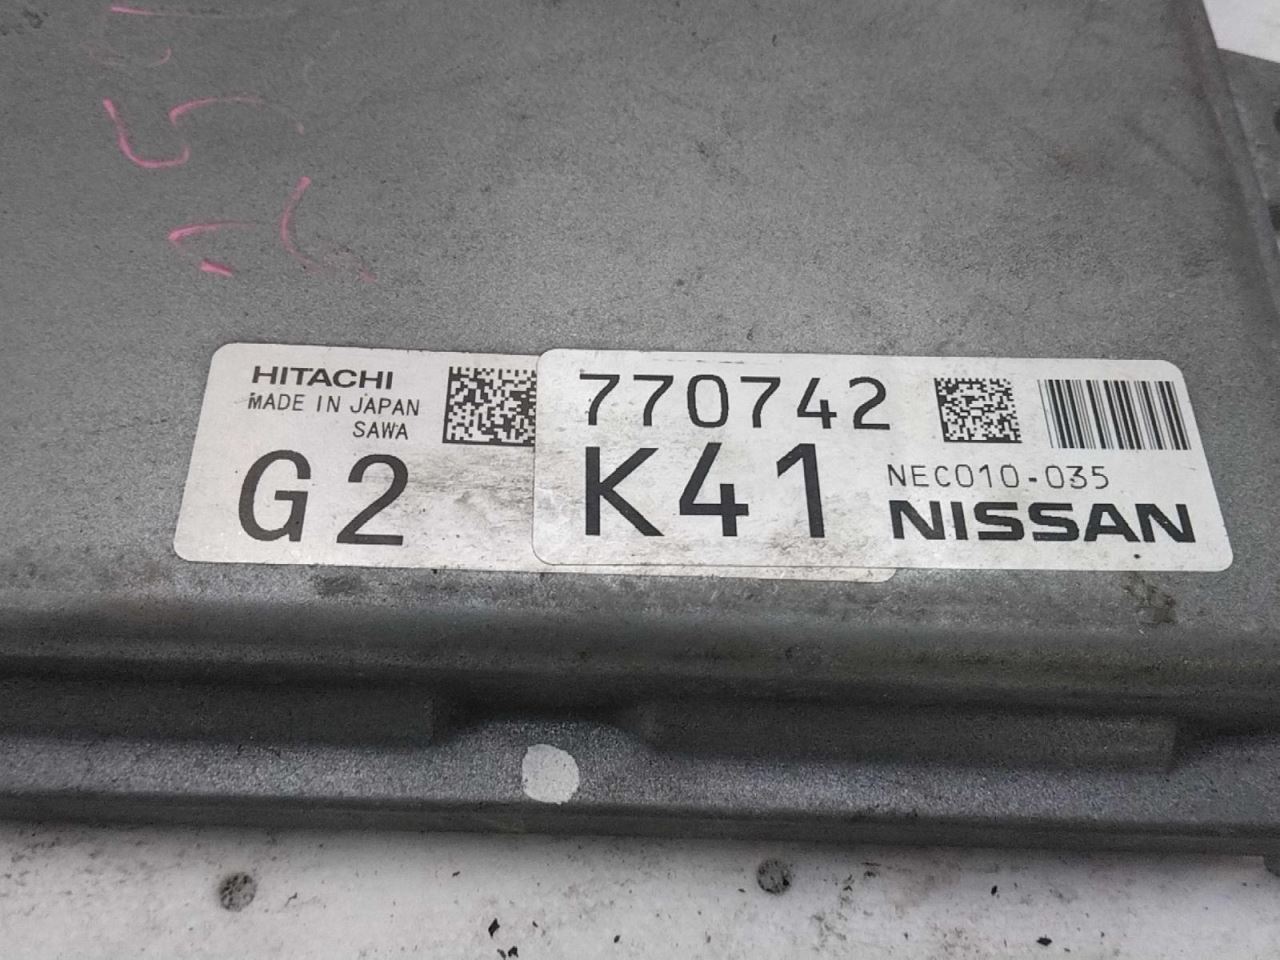 HITACHI
MADE IN JAPAN
SAWA
G2
770742
K41
NEC010-035
NISSAN